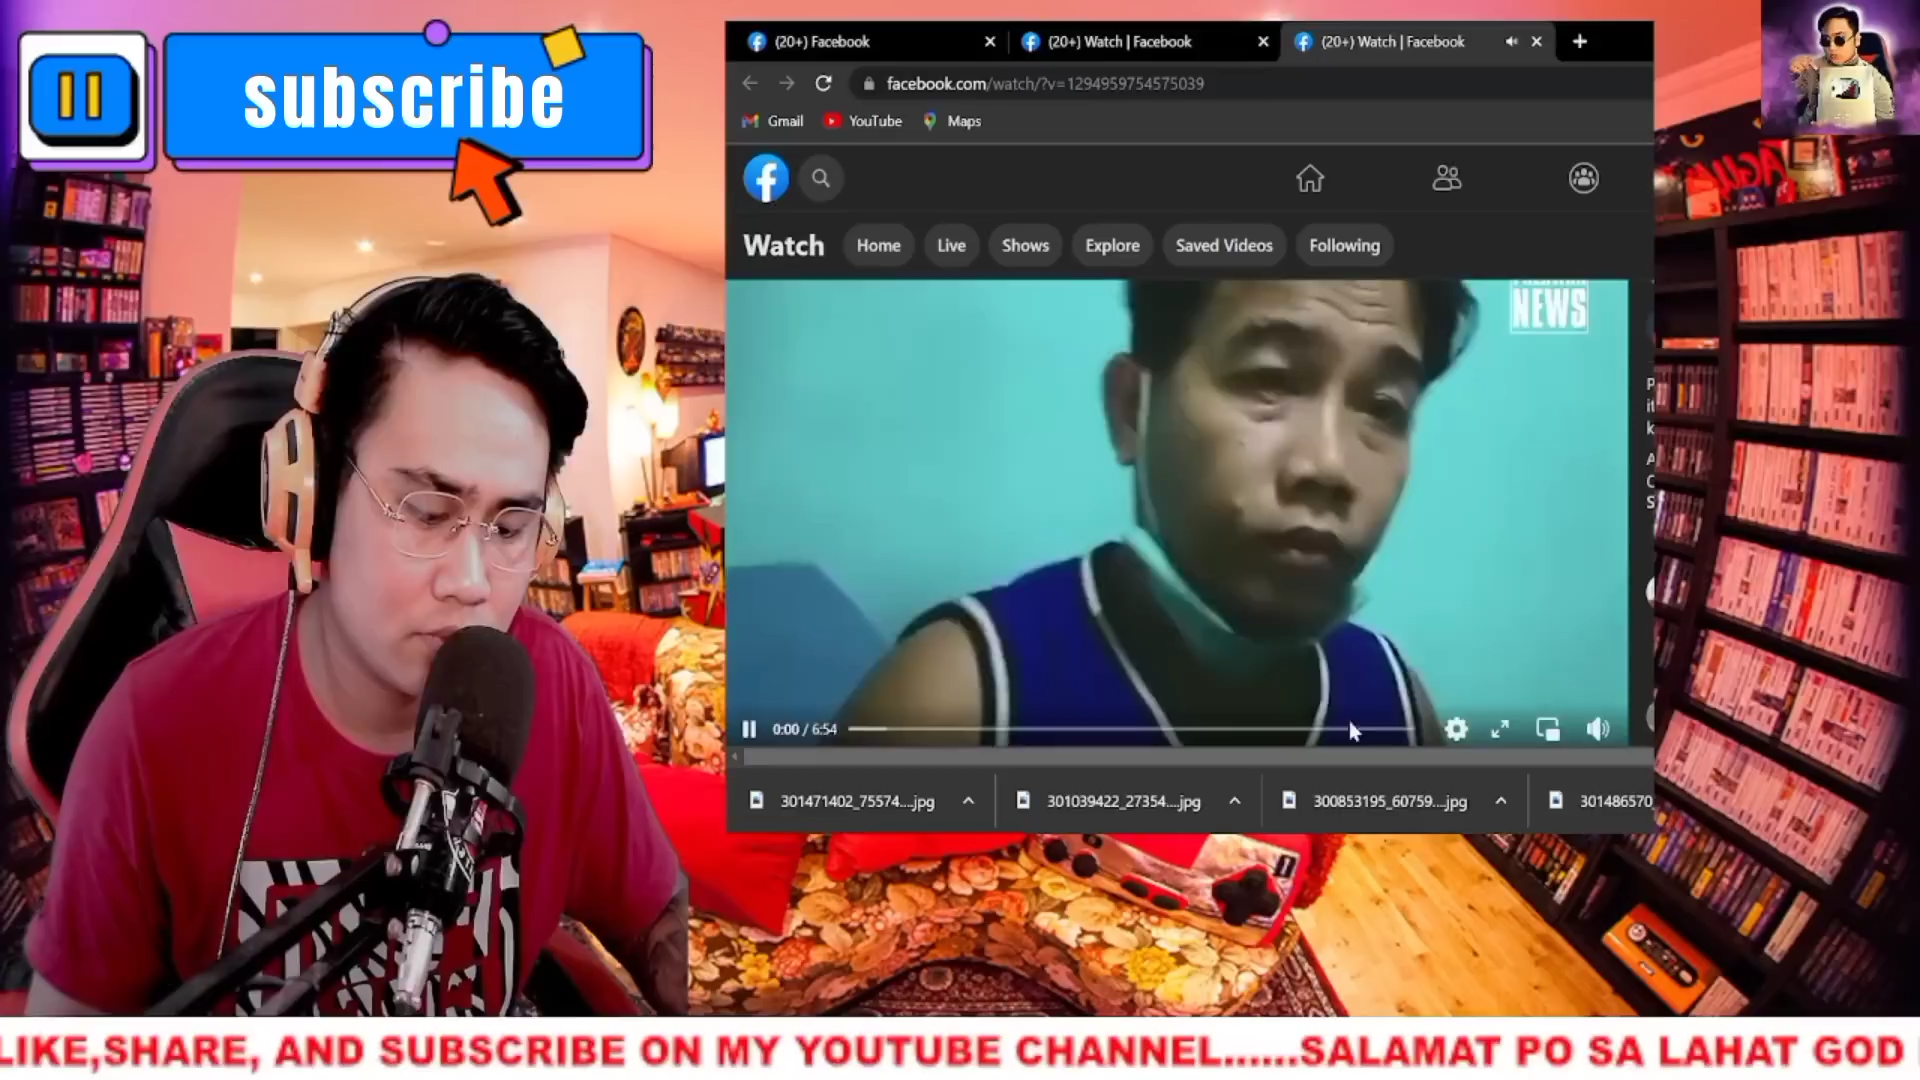 subscribe
(20+) Facebook
(20+) Watch | Facebook
(20+) Watch | Facebook
facebook.com/watch/?v=1294959754575039
Gmail
YouTube
Maps
Watch
Home
Live
Shows
Explore
Saved Videos
Following
NEWS
0:00 / 6:54
301471402_75574....jpg
301039422_27354....jpg
300853195_60759....jpg
301486570
LIKE,SHARE, AND SUBSCRIBE ON MY YOUTUBE CHANNEL......SALAMAT PO SA LAHAT GOD